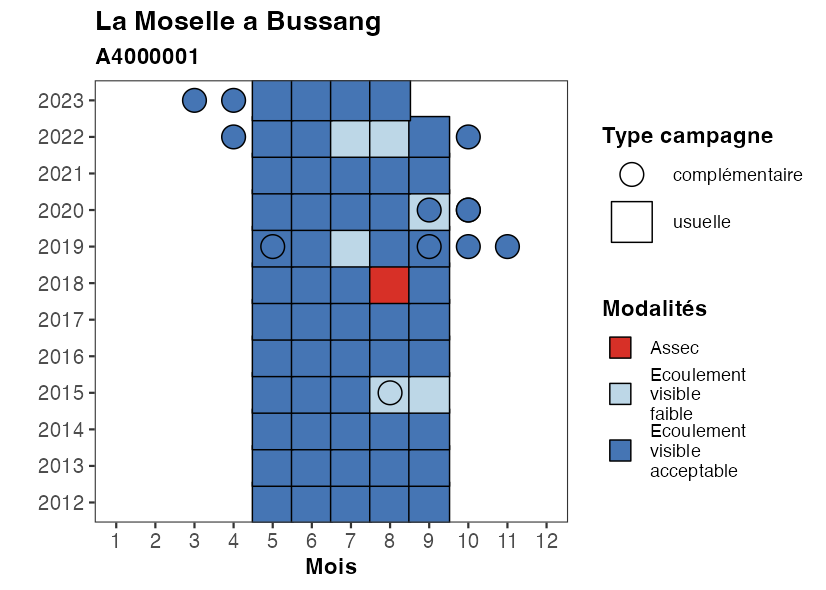 La Moselle a Bussang
A4000001
2023
2022
2021
2020
2019
2018
2017
2016
2015
2014
2013
2012
1 2 3 4 5 6 7 8 9 10 11 12
Mois
Type campagne
complémentaire
usuelle
Modalités
Assec
Ecoulement
visible
faible
Ecoulement
visible
acceptable